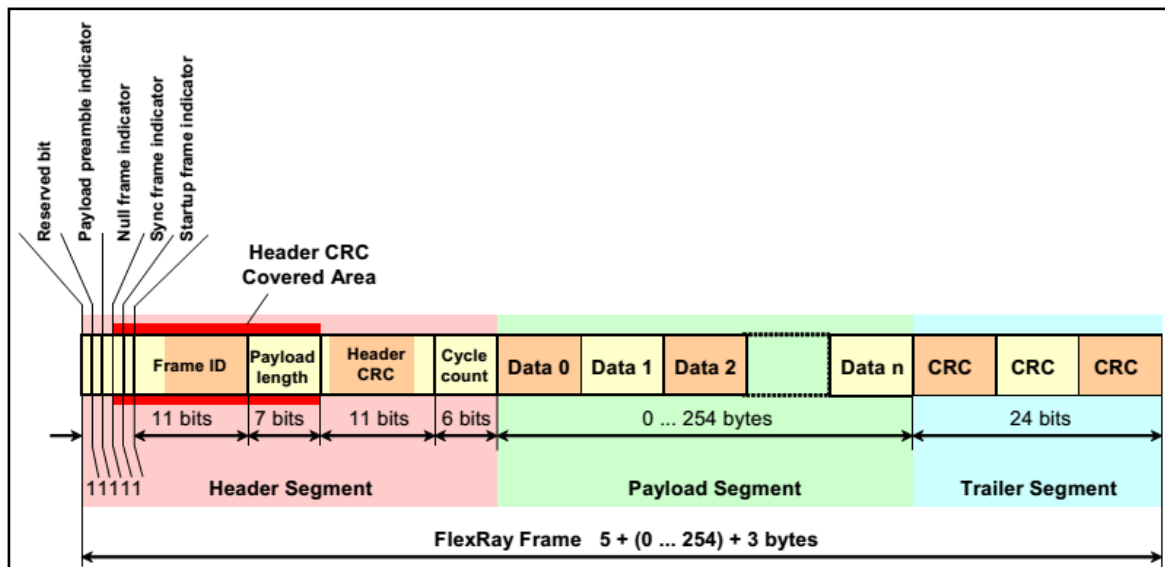 Reserved bit
Payload preamble indicator
Null frame indicator
Sync frame indicator
Startup frame indicator
Header CRC
Covered Area
Frame ID
Payload
length
Header
CRC
Cycle
count
Data 0
Data 1
Data 2
Data n
CRC
CRC
CRC
11 bits
7 bits
11 bits
6 bits
0 ... 254 bytes
24 bits
11111
Header Segment
Payload Segment
Trailer Segment
FlexRay Frame 5 + (0 ... 254) + 3 bytes